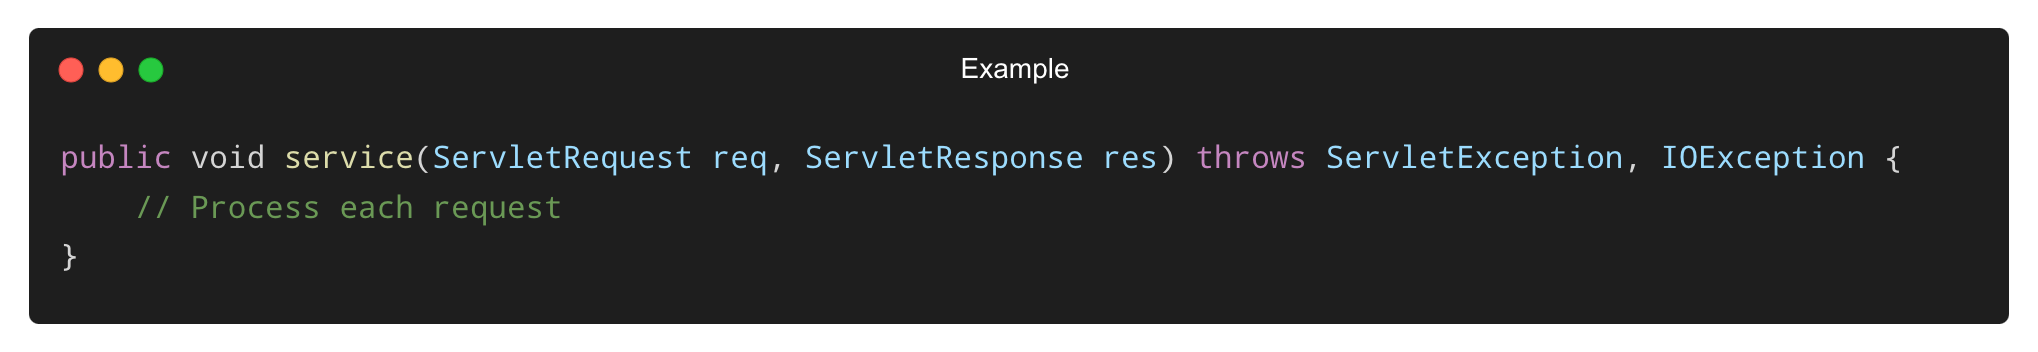 Example
public void service(ServletRequest req, ServletResponse res) throws ServletException, IOException {
    // Process each request
}